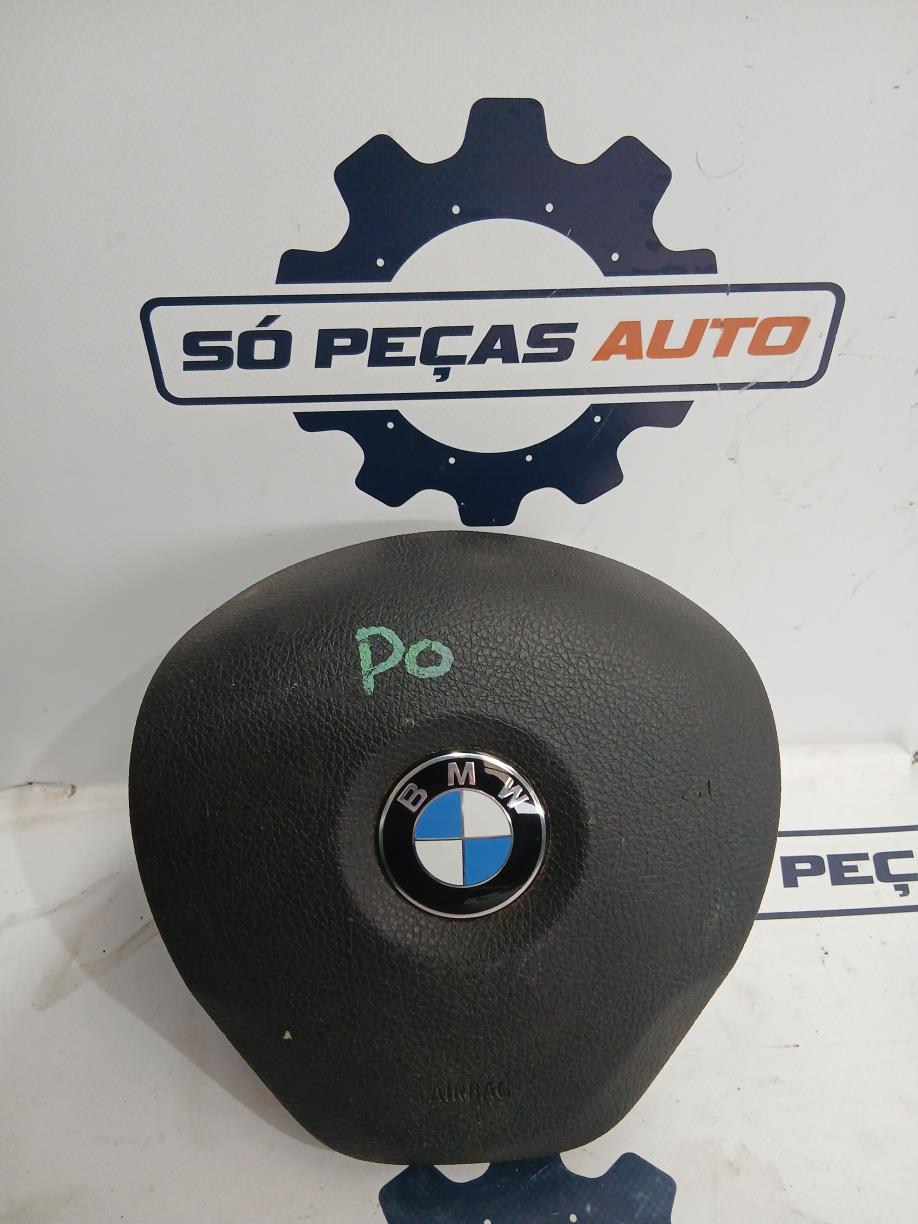 SÓ PEÇAS AUTO
PO
BMW
PEÇ
AIRBAG